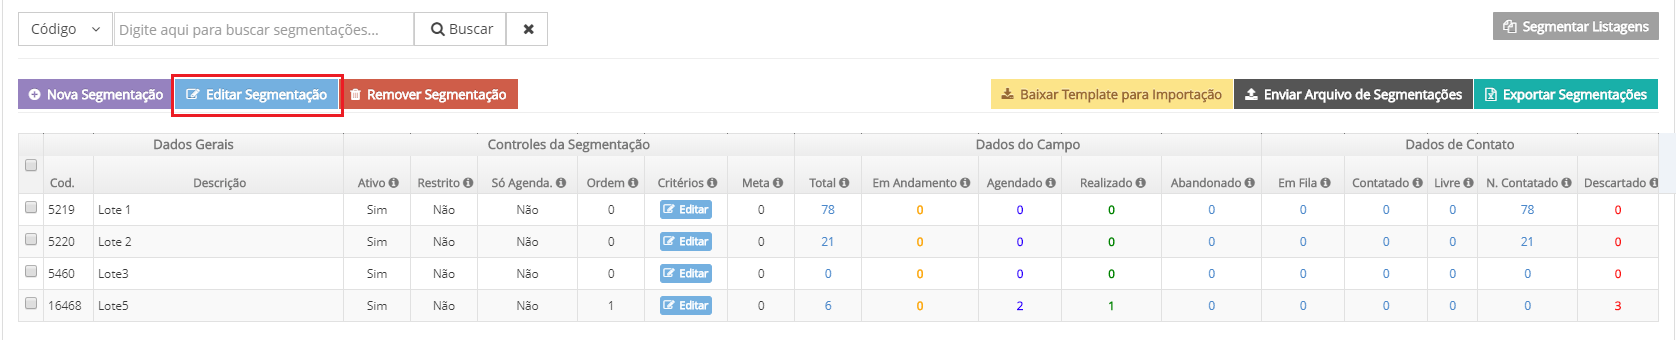 Código Digite aqui para buscar segmentações... Buscar Segmentar Listagens
Nova Segmentação Editar Segmentação Remover Segmentação Baixar Template para Importação Enviar Arquivo de Segmentações Exportar Segmentações
Dados Gerais Controles da Segmentação Dados do Campo Dados de Contato
Cod. Descrição Ativo Restrito Só Agenda. Ordem Critérios Meta Total Em Andamento Agendado Realizado Abandonado Em Fila Contatado Livre N. Contatado Descartado
5219 Lote 1 Sim Não Não 0 Editar 0 78 0 0 0 0 0 0 0 78 0
5220 Lote 2 Sim Não Não 0 Editar 0 21 0 0 0 0 0 0 0 21 0
5460 Lote3 Sim Não Não 0 Editar 0 0 0 0 0 0 0 0 0 0 0
16468 Lote5 Sim Não Não 1 Editar 0 6 0 2 1 0 0 0 0 0 3